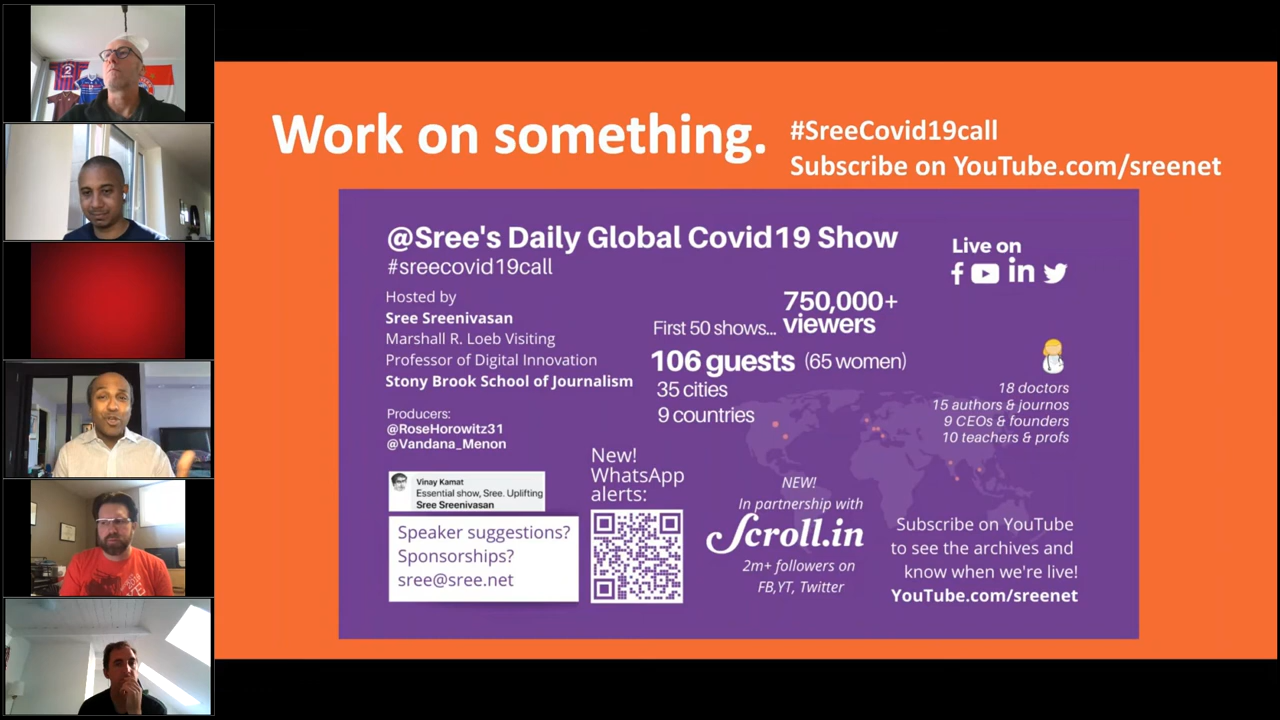 Work on something.
#SreeCovid19call
Subscribe on YouTube.com/sreenet
@Sree's Daily Global Covid19 Show
#sreecovid19call
Hosted by
Sree Sreenivasan
Marshall R. Loeb Visiting
Professor of Digital Innovation
Stony Brook School of Journalism
Producers:
@RoseHorowitz31
@Vandana_Menon
Vinay Kamat
Essential show, Sree. Uplifting
Sree Sreenivasan
Speaker suggestions?
Sponsorships?
sree@sree.net
New!
WhatsApp
alerts:
First 50 shows...
750,000+
viewers
106 guests (65 women)
35 cities
9 countries
NEW!
In partnership with
Scroll.in
2m+ followers on
FB,YT, Twitter
Live on
18 doctors
15 authors & journos
9 CEOs & founders
10 teachers & profs
Subscribe on YouTube
to see the archives and
know when we're live!
YouTube.com/sreenet